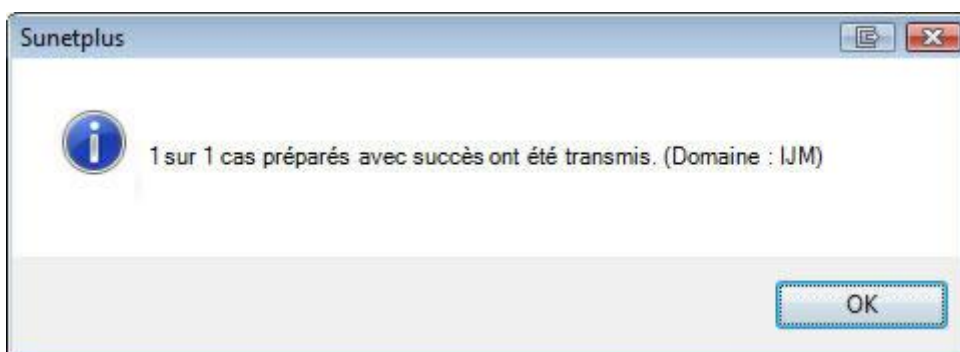 Sunetplus
1 sur 1 cas préparés avec succès ont été transmis. (Domaine : IJM)
OK